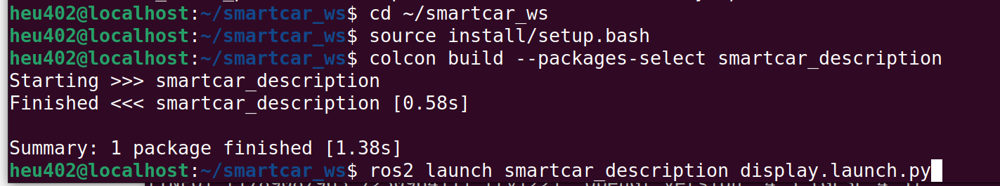 heu402@localhost:~/smartcar_ws$ cd ~/smartcar_ws
heu402@localhost:~/smartcar_ws$ source install/setup.bash
heu402@localhost:~/smartcar_ws$ colcon build --packages-select smartcar_description
Starting >>> smartcar_description
Finished <<< smartcar_description [0.58s]
Summary: 1 package finished [1.38s]
heu402@localhost:~/smartcar_ws$ ros2 launch smartcar_description display.launch.py